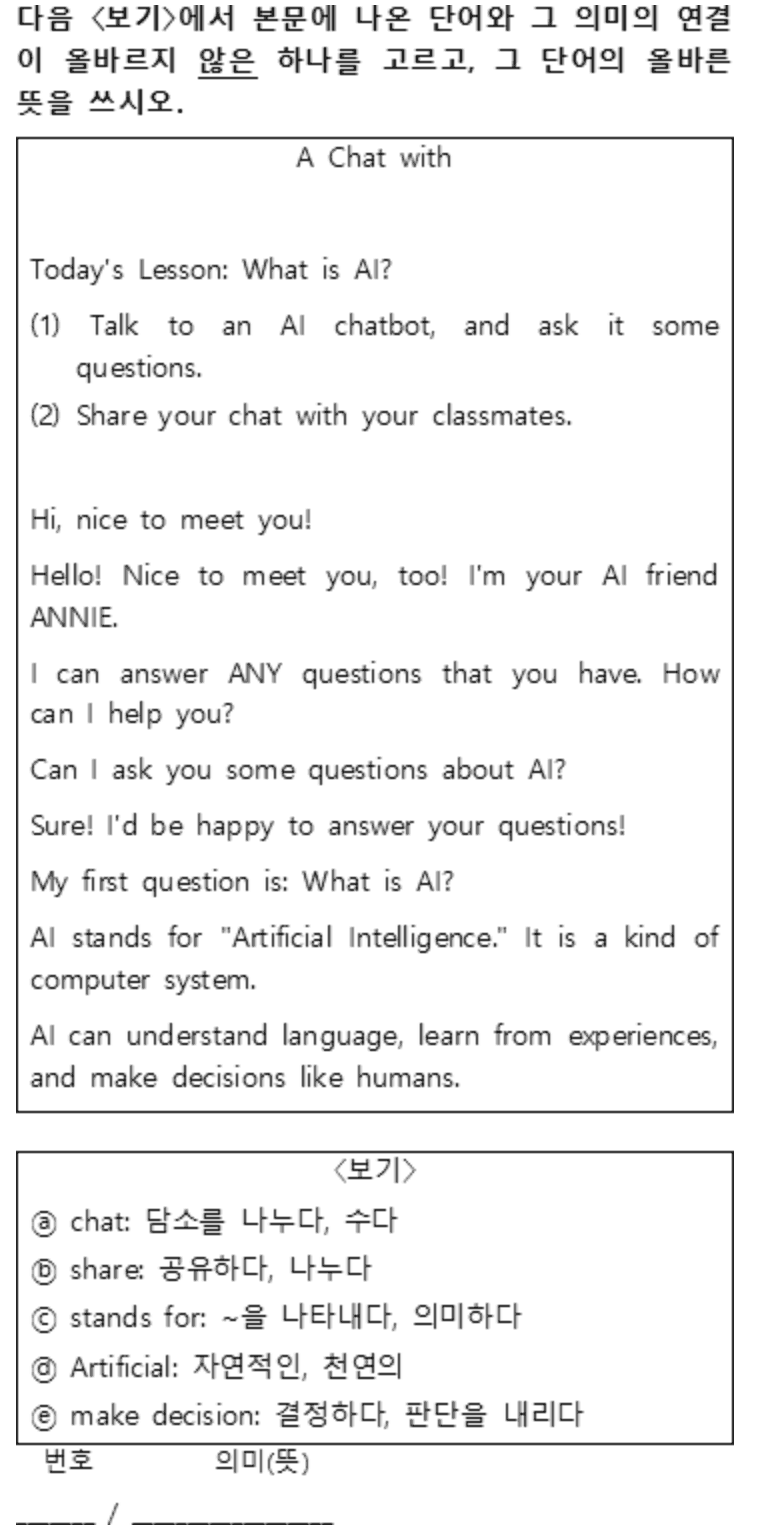 다음 <보기>에서 본문에 나온 단어와 그 의미의 연결
이 올바르지 않은 하나를 고르고, 그 단어의 올바른
뜻을 쓰시오.
A Chat with
Today's Lesson: What is AI?
(1) Talk to an AI chatbot, and ask it some
questions.
(2) Share your chat with your classmates.
Hi, nice to meet you!
Hello! Nice to meet you, too! I'm your AI friend
ANNIE.
I can answer ANY questions that you have. How
can I help you?
Can I ask you some questions about AI?
Sure! I'd be happy to answer your questions!
My first question is: What is AI?
AI stands for "Artificial Intelligence." It is a kind of
computer system.
AI can understand language, learn from experiences,
and make decisions like humans.
<보기>
ⓐ chat: 담소를 나누다, 수다
ⓑ share: 공유하다, 나누다
ⓒ stands for: ~을 나타내다, 의미하다
ⓓ Artificial: 자연적인, 천연의
ⓔ make decision: 결정하다, 판단을 내리다
번호 의미(뜻)
________ / ____________________